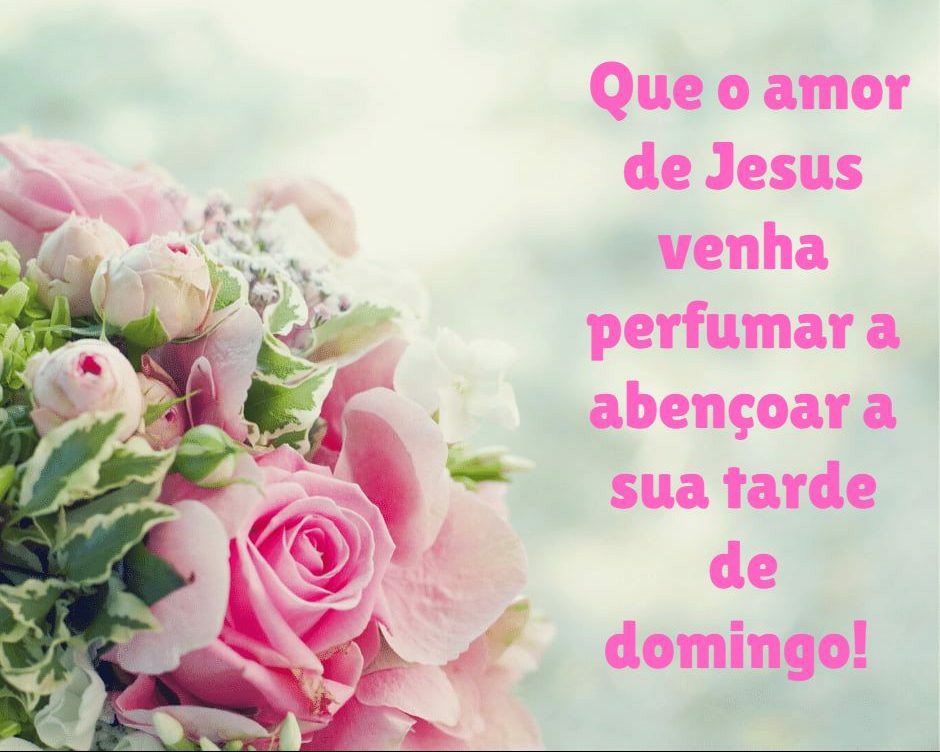 Que o amor
de Jesus
venha
perfumar a
abençoar a
sua tarde
de
domingo!